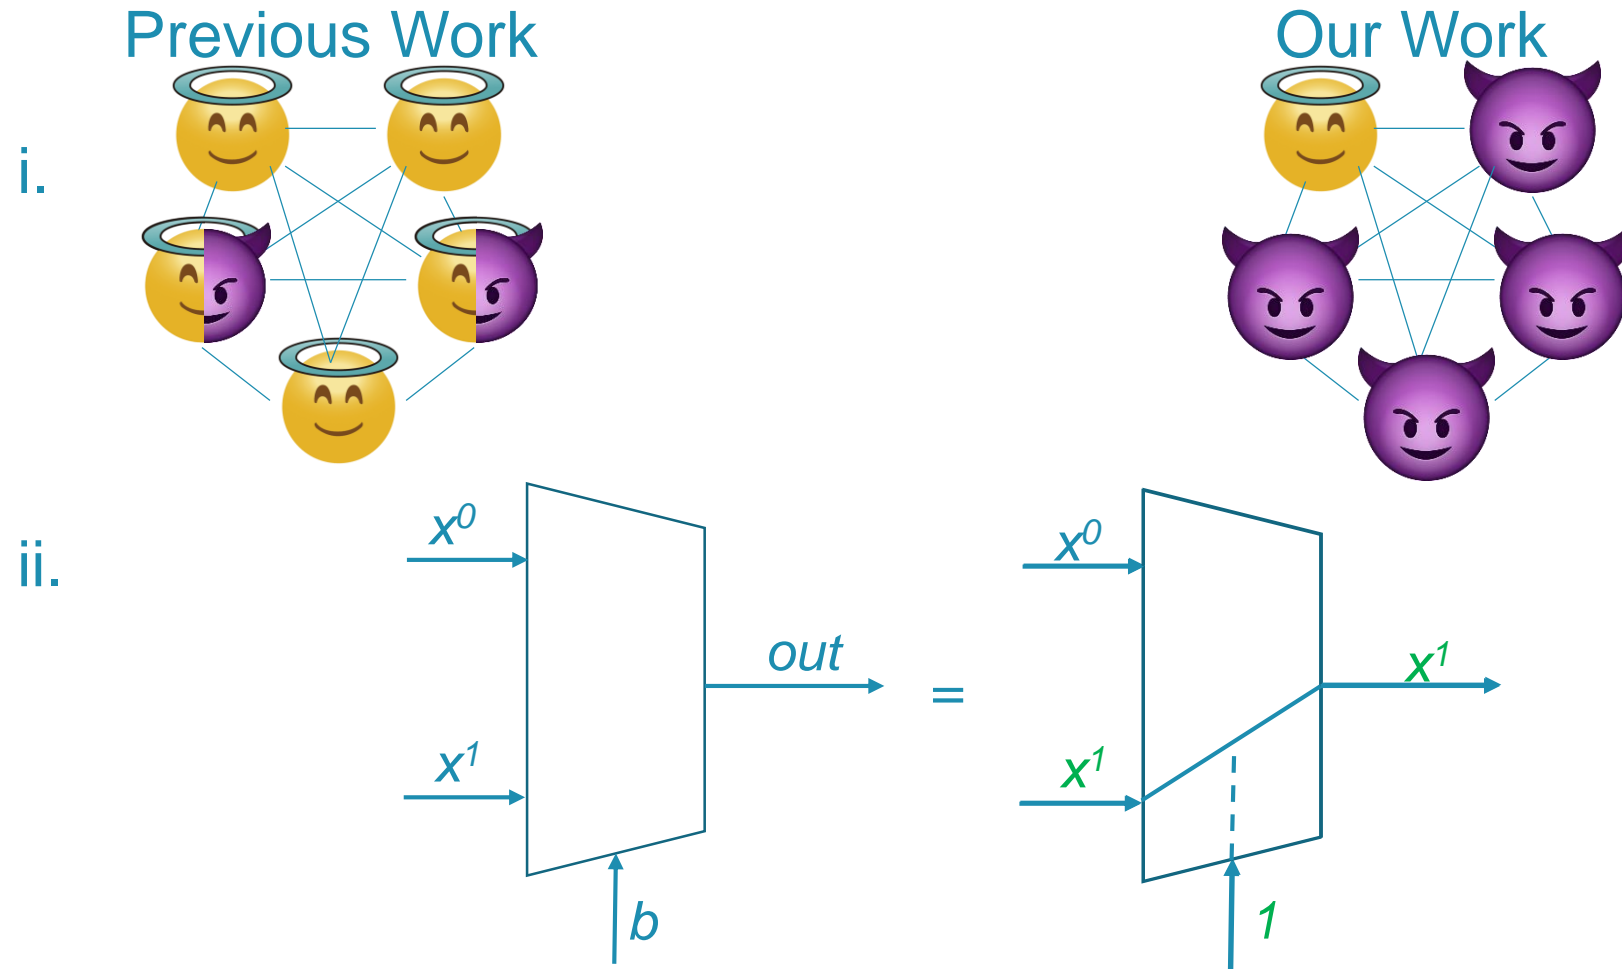 Previous Work
Our Work
i.
ii.
x⁰
x¹
b
out
=
x⁰
x¹
1
x¹